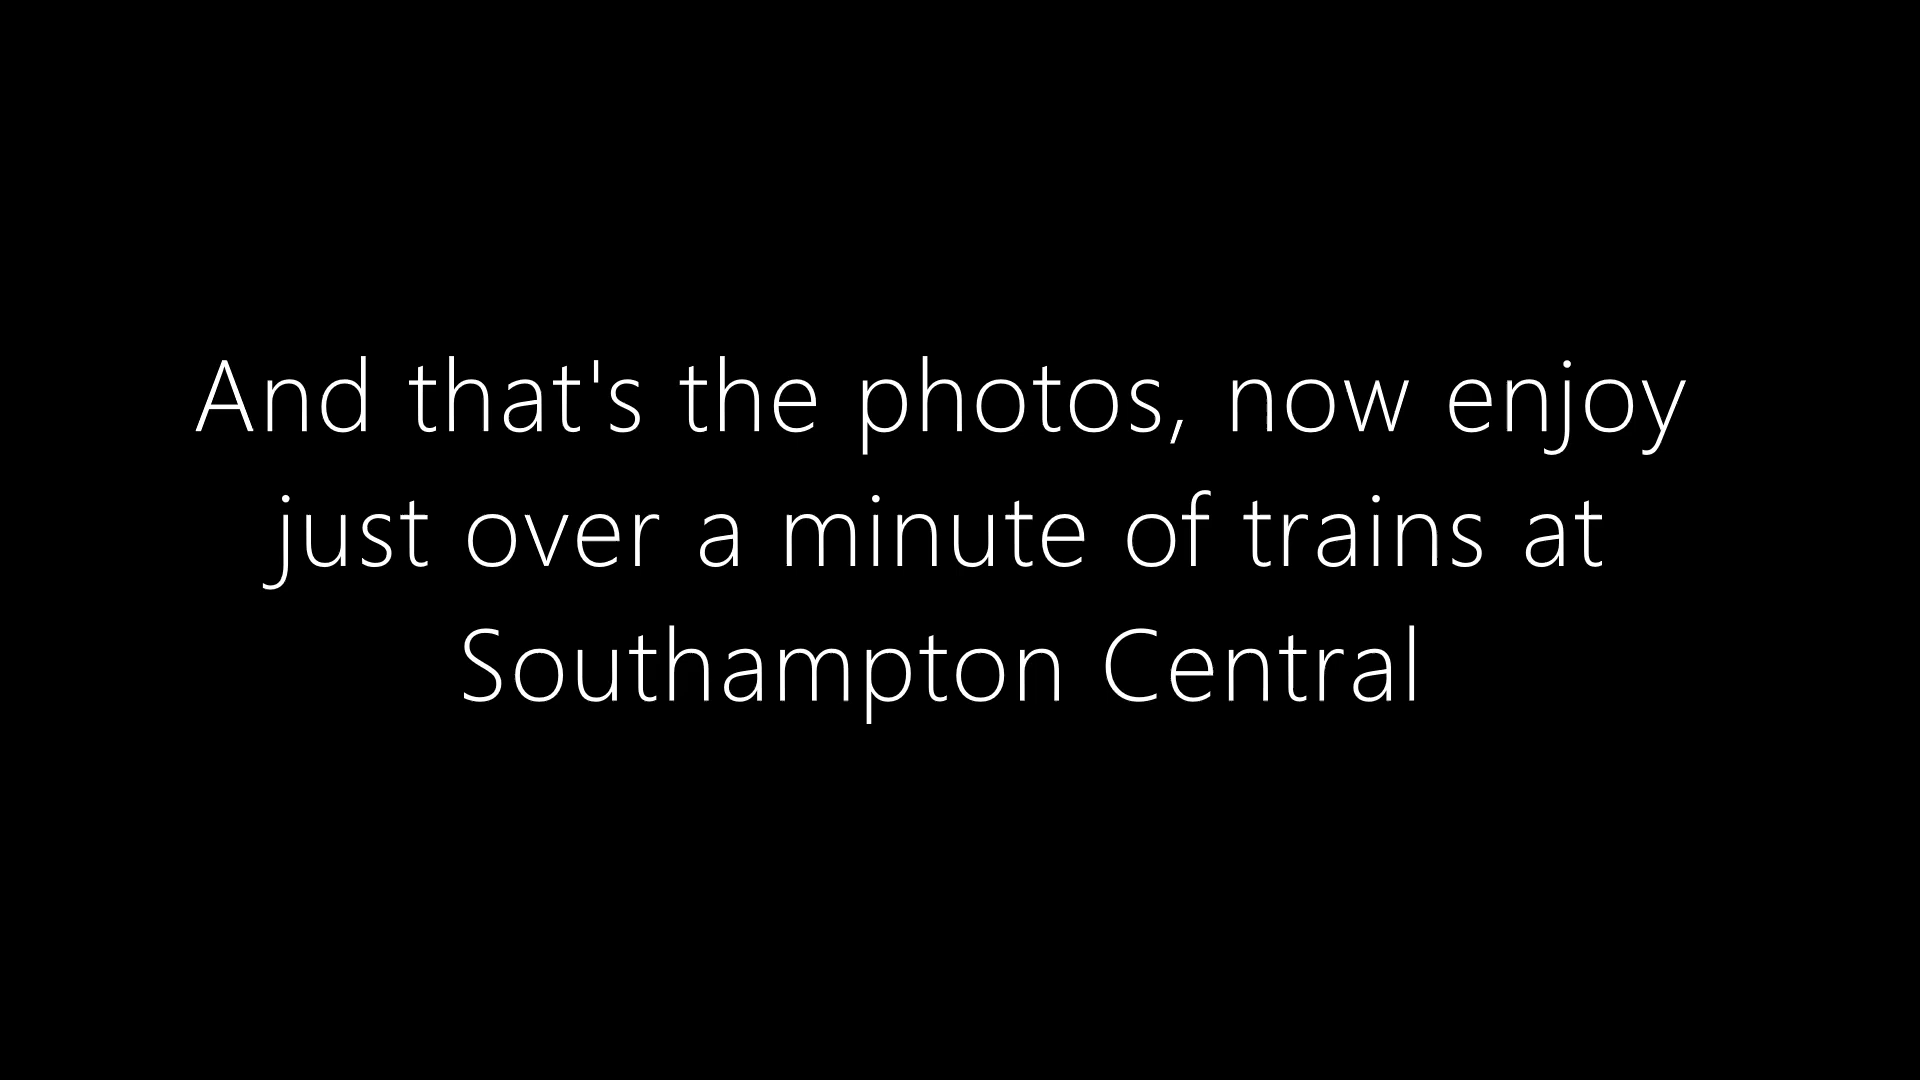 And that's the photos, now enjoy
just over a minute of trains at
Southampton Central